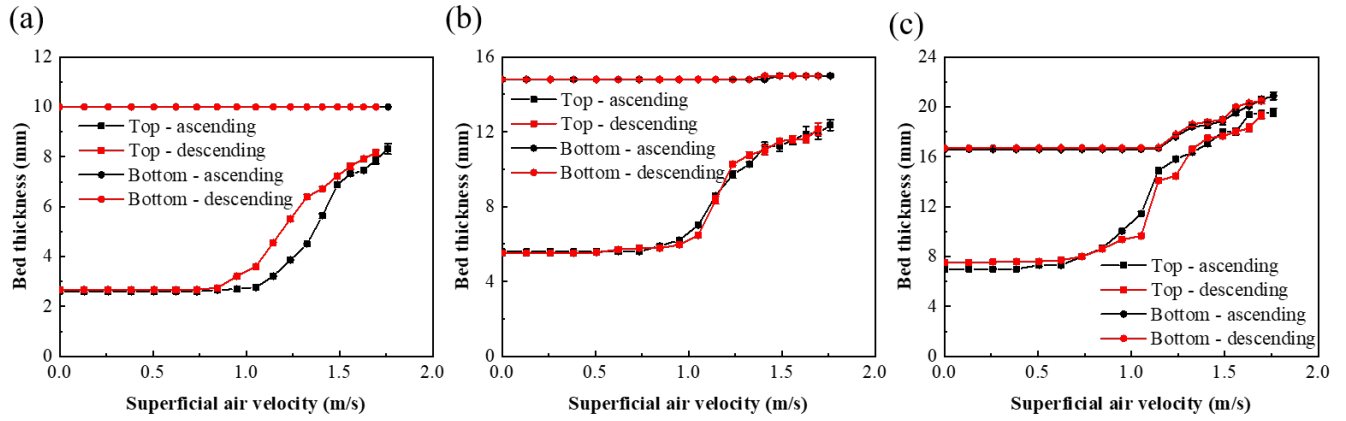 (a)
12
10
8
6
4
2
0
Bed thickness (mm)
Top - ascending
Top - descending
Bottom - ascending
Bottom - descending
0.0 0.5 1.0 1.5 2.0
Superficial air velocity (m/s)
(b)
16
12
8
4
0
Bed thickness (mm)
Top - ascending
Top - descending
Bottom - ascending
Bottom - descending
0.0 0.5 1.0 1.5 2.0
Superficial air velocity (m/s)
(c)
24
20
16
12
8
4
0
Bed thickness (mm)
Top - ascending
Top - descending
Bottom - ascending
Bottom - descending
0.0 0.5 1.0 1.5 2.0
Superficial air velocity (m/s)